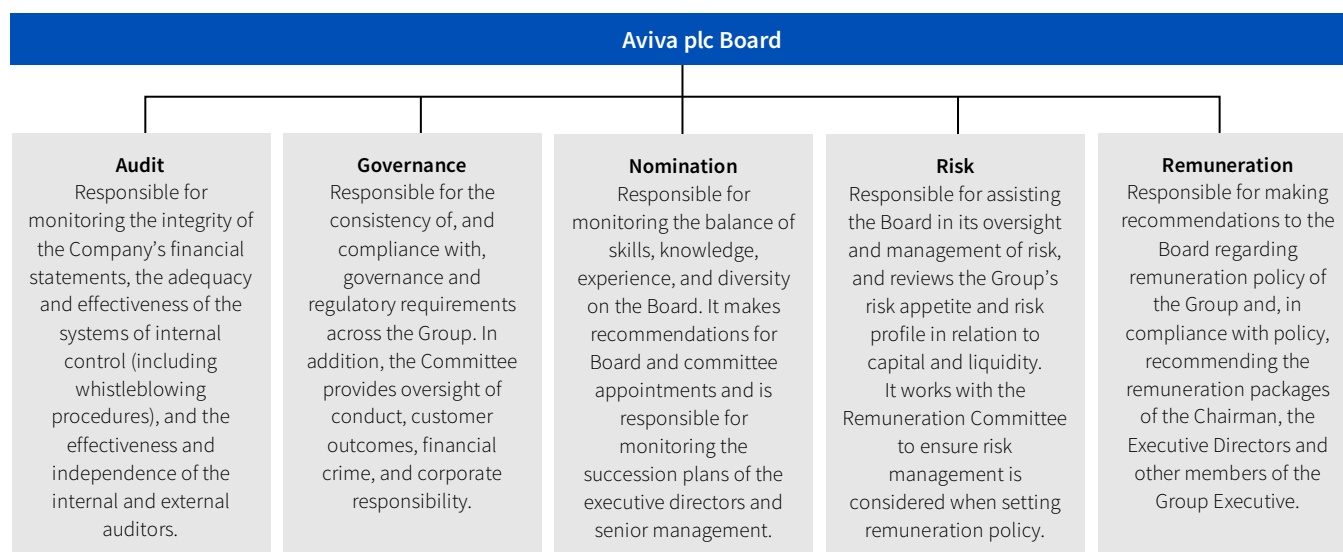 Aviva plc Board
Audit
Responsible for
monitoring the integrity of
the Company’s financial
statements, the adequacy
and effectiveness of the
systems of internal
control (including
whistleblowing
procedures), and the
effectiveness and
independence of the
internal and external
auditors.
Governance
Responsible for the
consistency of, and
compliance with,
governance and
regulatory requirements
across the Group. In
addition, the Committee
provides oversight of
conduct, customer
outcomes, financial
crime, and corporate
responsibility.
Nomination
Responsible for
monitoring the balance of
skills, knowledge,
experience, and diversity
on the Board. It makes
recommendations for
Board and committee
appointments and is
responsible for
monitoring the
succession plans of the
executive directors and
senior management.
Risk
Responsible for assisting
the Board in its oversight
and management of risk,
and reviews the Group’s
risk appetite and risk
profile in relation to
capital and liquidity.
It works with the
Remuneration Committee
to ensure risk
management is
considered when setting
remuneration policy.
Remuneration
Responsible for making
recommendations to the
Board regarding
remuneration policy of
the Group and, in
compliance with policy,
recommending the
remuneration packages
of the Chairman, the
Executive Directors and
other members of the
Group Executive.